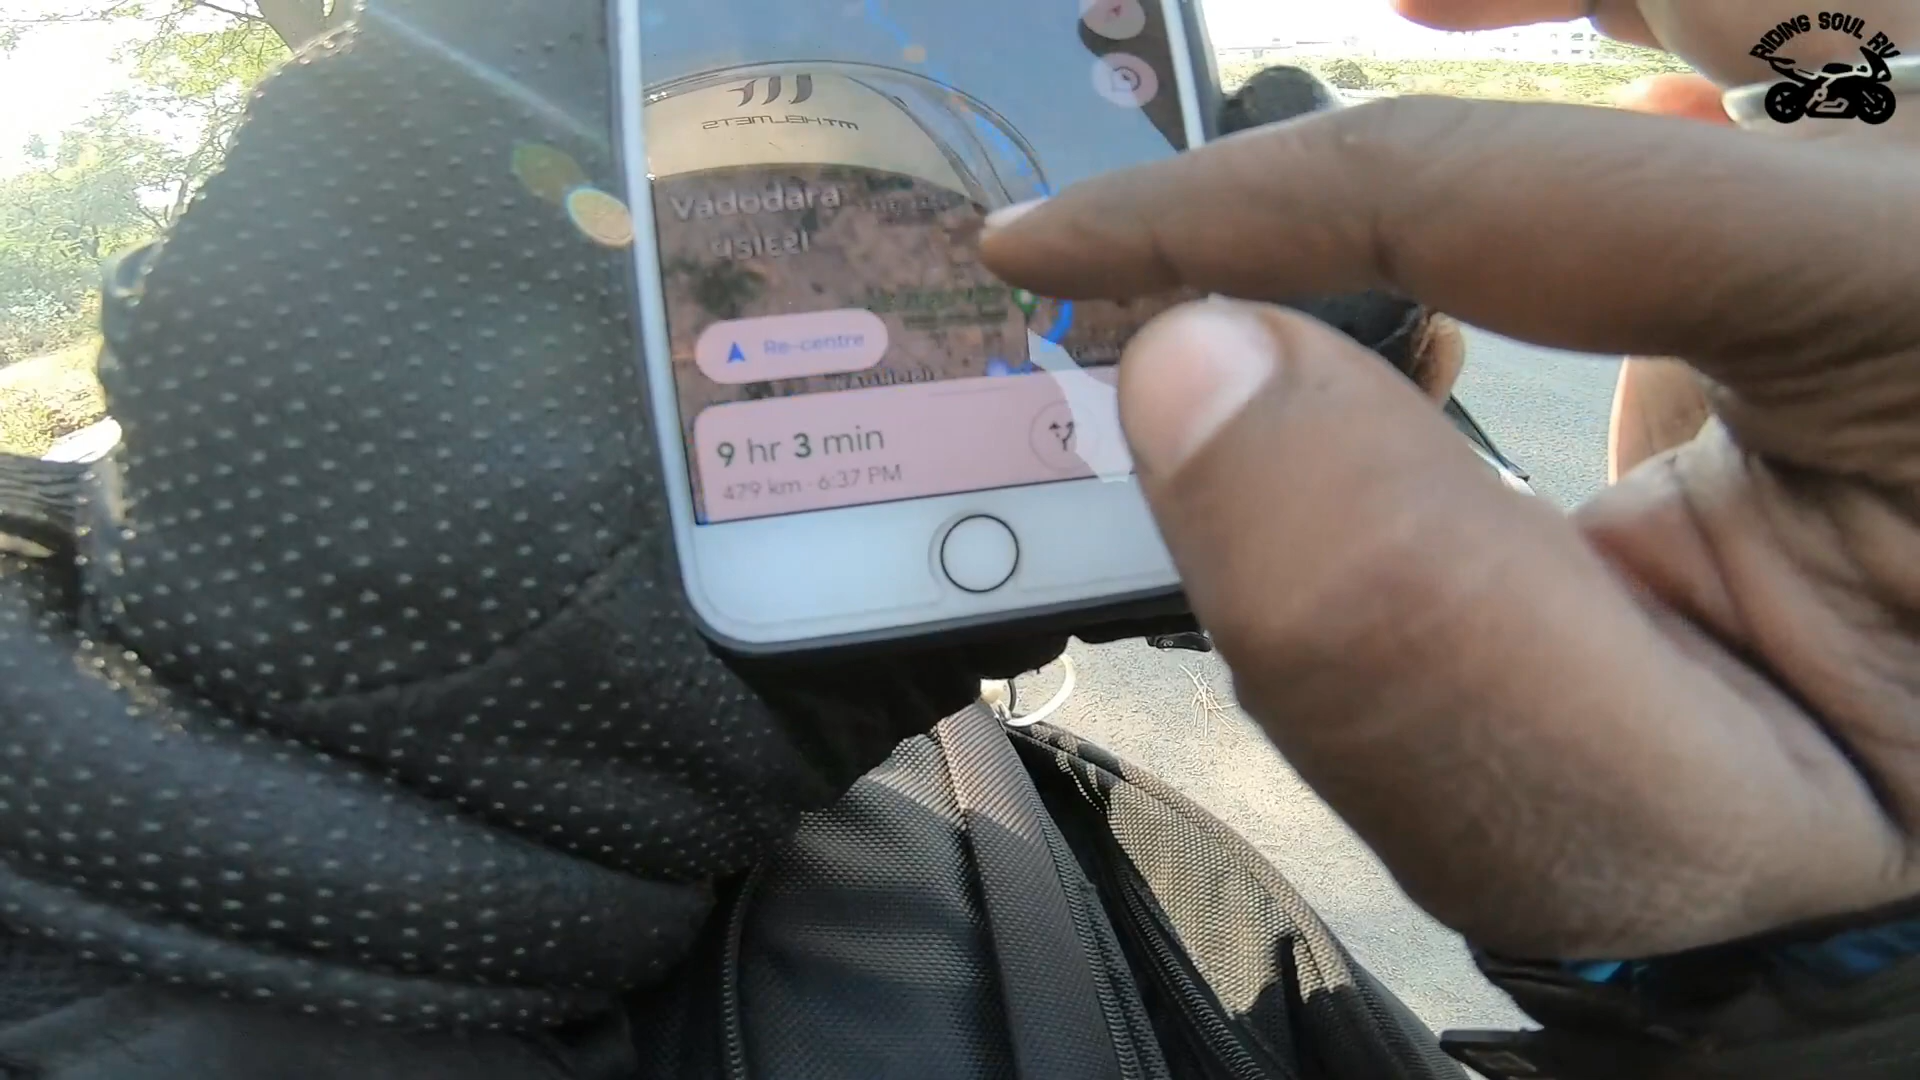 RIDING SOUL RV
MT HELMETS
Vadodara
વડોદરા
Re-centre
9 hr 3 min
479 km · 6:37 PM